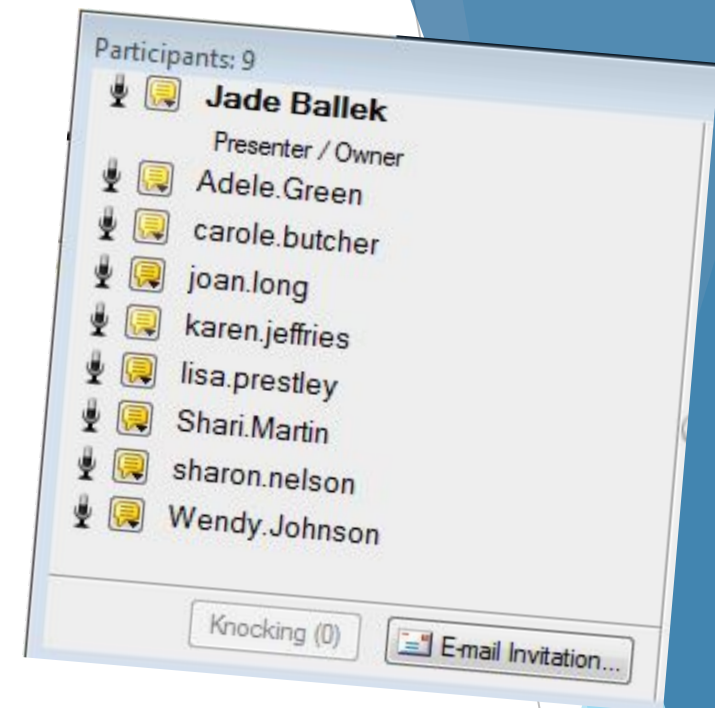 Participants: 9
Jade Ballek
Presenter / Owner
Adele.Green
carole.butcher
joan.long
karen.jeffries
lisa.prestley
Shari.Martin
sharon.nelson
Wendy.Johnson
Knocking (0)
E-mail Invitation...